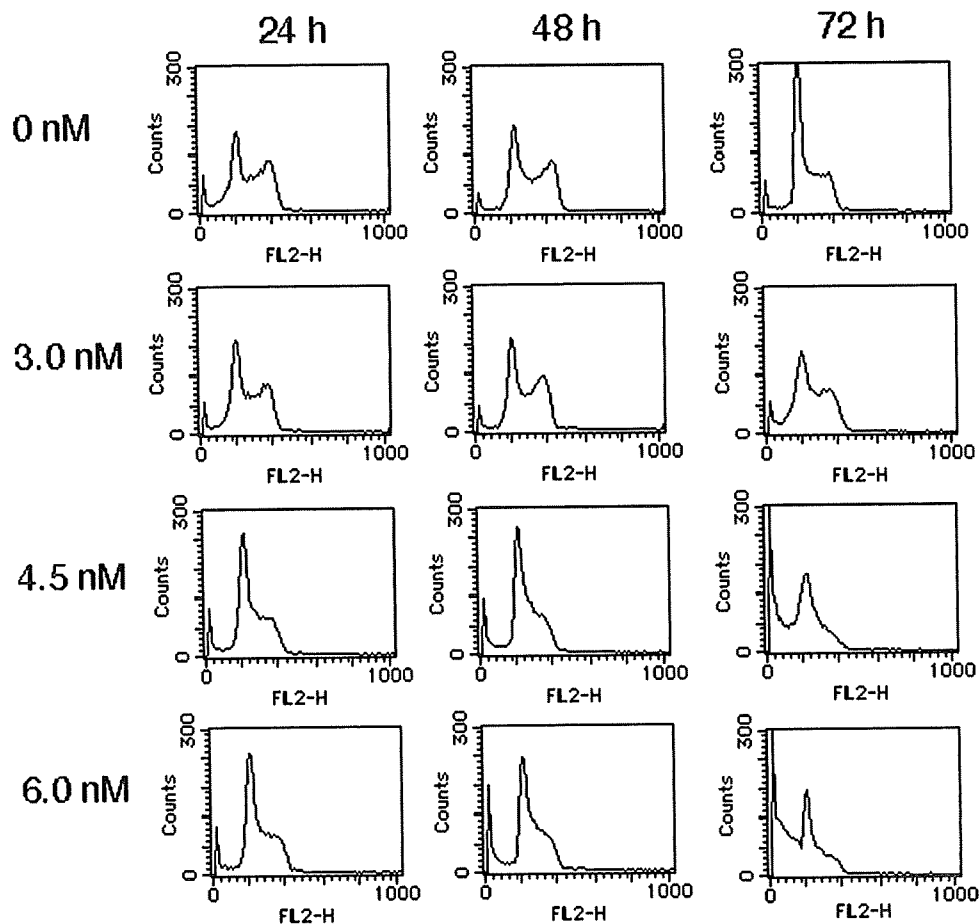 24 h 48 h 72 h
0 nM
300 300 300
Counts Counts Counts
0 0 0
0 1000 0 1000 0 1000
FL2-H FL2-H FL2-H
3.0 nM
300 300 300
Counts Counts Counts
0 0 0
0 1000 0 1000 0 1000
FL2-H FL2-H FL2-H
4.5 nM
300 300 300
Counts Counts Counts
0 0 0
0 1000 0 1000 0 1000
FL2-H FL2-H FL2-H
6.0 nM
300 300 300
Counts Counts Counts
0 0 0
0 1000 0 1000 0 1000
FL2-H FL2-H FL2-H